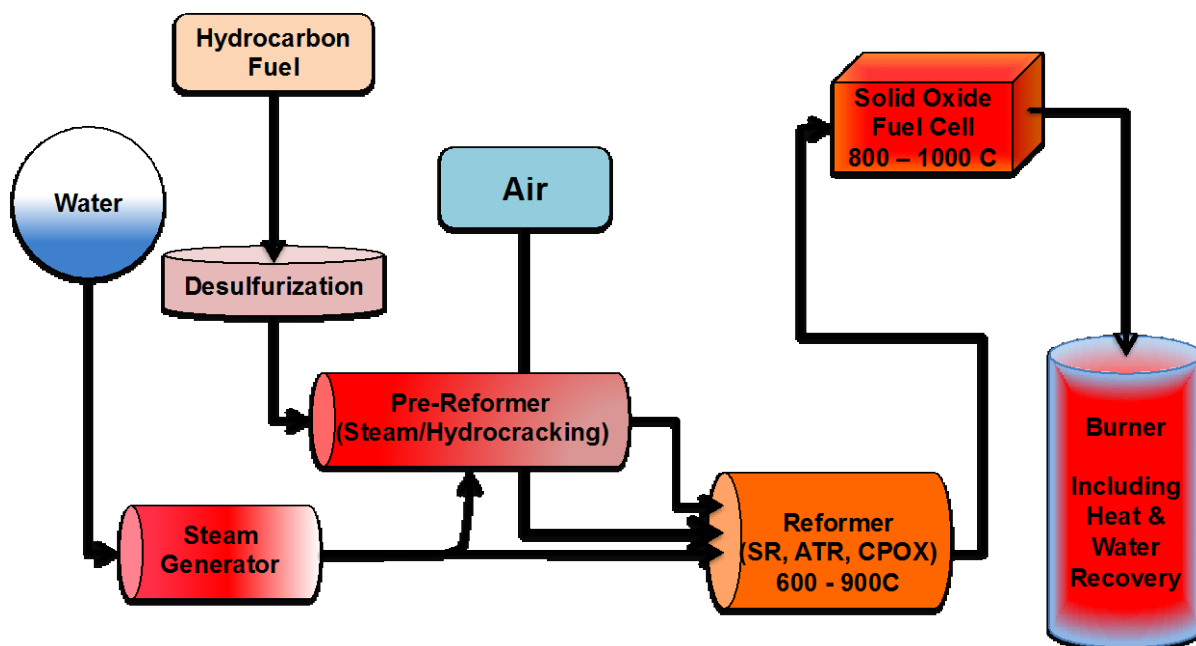 Hydrocarbon
Fuel
Water
Air
Desulfurization
Pre-Reformer
(Steam/Hydrocracking)
Steam
Generator
Reformer
(SR, ATR, CPOX)
600 - 900C
Solid Oxide
Fuel Cell
800 – 1000 C
Burner
Including
Heat &
Water
Recovery